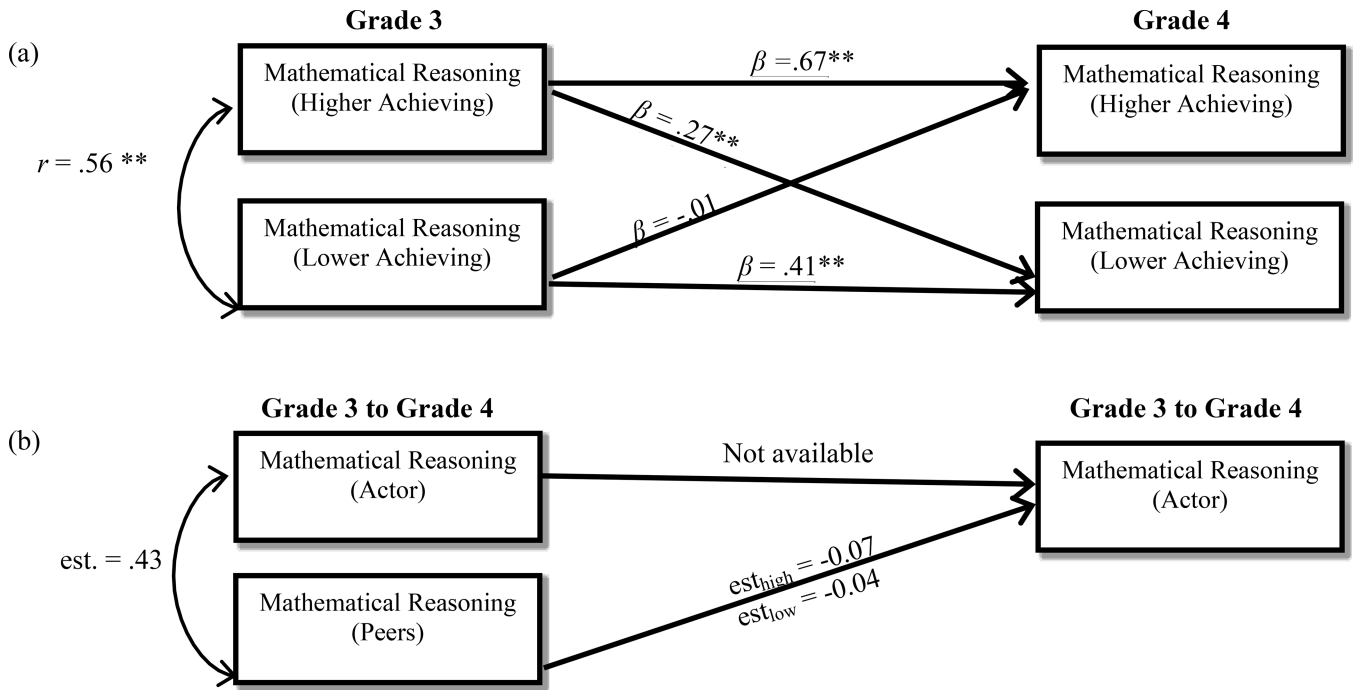 Grade 3
Grade 4
(a)
Mathematical Reasoning
(Higher Achieving)
β =.67**
Mathematical Reasoning
(Higher Achieving)
β = .27**
r = .56 **
Mathematical Reasoning
(Lower Achieving)
β = -.01
β = .41**
Mathematical Reasoning
(Lower Achieving)
Grade 3 to Grade 4
Grade 3 to Grade 4
(b)
Mathematical Reasoning
(Actor)
Not available
Mathematical Reasoning
(Actor)
est. = .43
Mathematical Reasoning
(Peers)
esthigh = -0.07
estlow = -0.04